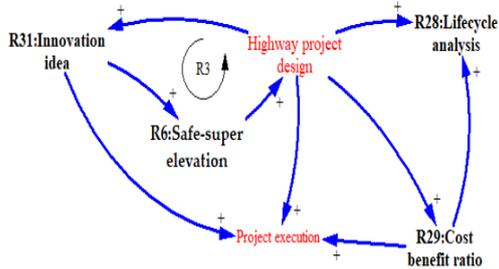 R31:Innovation
idea
Highway project
design
R28:Lifecycle
analysis
R3
R6:Safe-super
elevation
Project execution
R29:Cost
benefit ratio
+
+
+
+
+
+
+
+
+